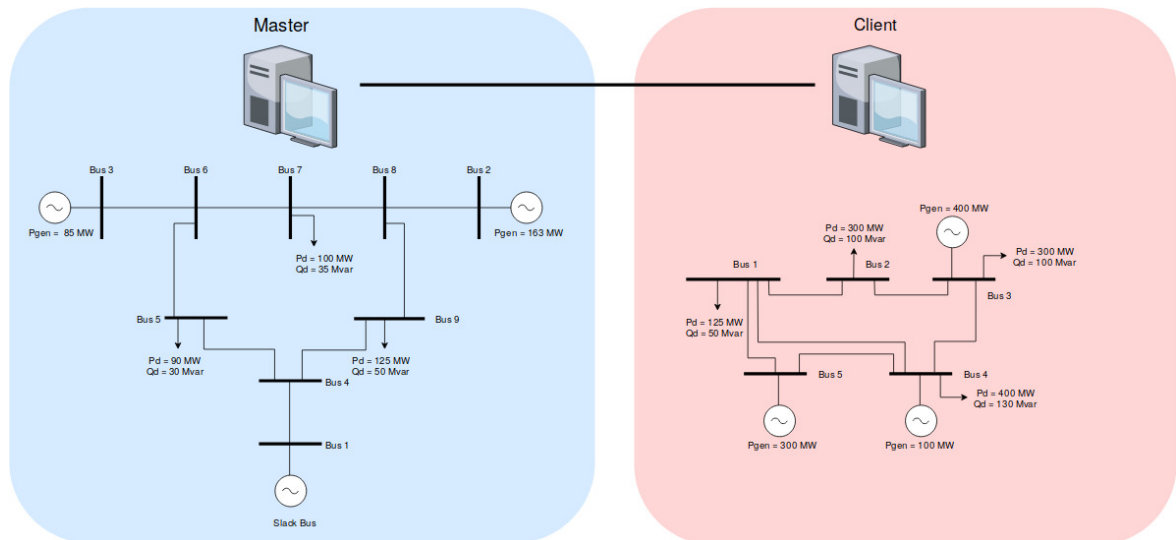 Master
Client
Bus 3
Bus 6
Bus 7
Bus 8
Bus 2
Pgen = 85 MW
Pgen = 163 MW
Pd = 100 MW
Qd = 35 Mvar
Bus 5
Bus 9
Pd = 90 MW
Qd = 30 Mvar
Pd = 125 MW
Qd = 50 Mvar
Bus 4
Bus 1
Slack Bus
Pgen = 400 MW
Pd = 300 MW
Qd = 100 Mvar
Pd = 300 MW
Qd = 100 Mvar
Bus 1
Bus 2
Bus 3
Pd = 125 MW
Qd = 50 Mvar
Bus 5
Bus 4
Pd = 400 MW
Qd = 130 Mvar
Pgen = 300 MW
Pgen = 100 MW